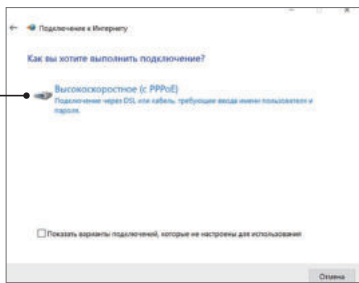 Подключение к Интернету
Как вы хотите выполнить подключение?
Высокоскоростное (с PPPoE)
Подключение через DSL или кабель, требующее ввода имени пользователя и
пароля.
Показать варианты подключений, которые не настроены для использования
Отмена